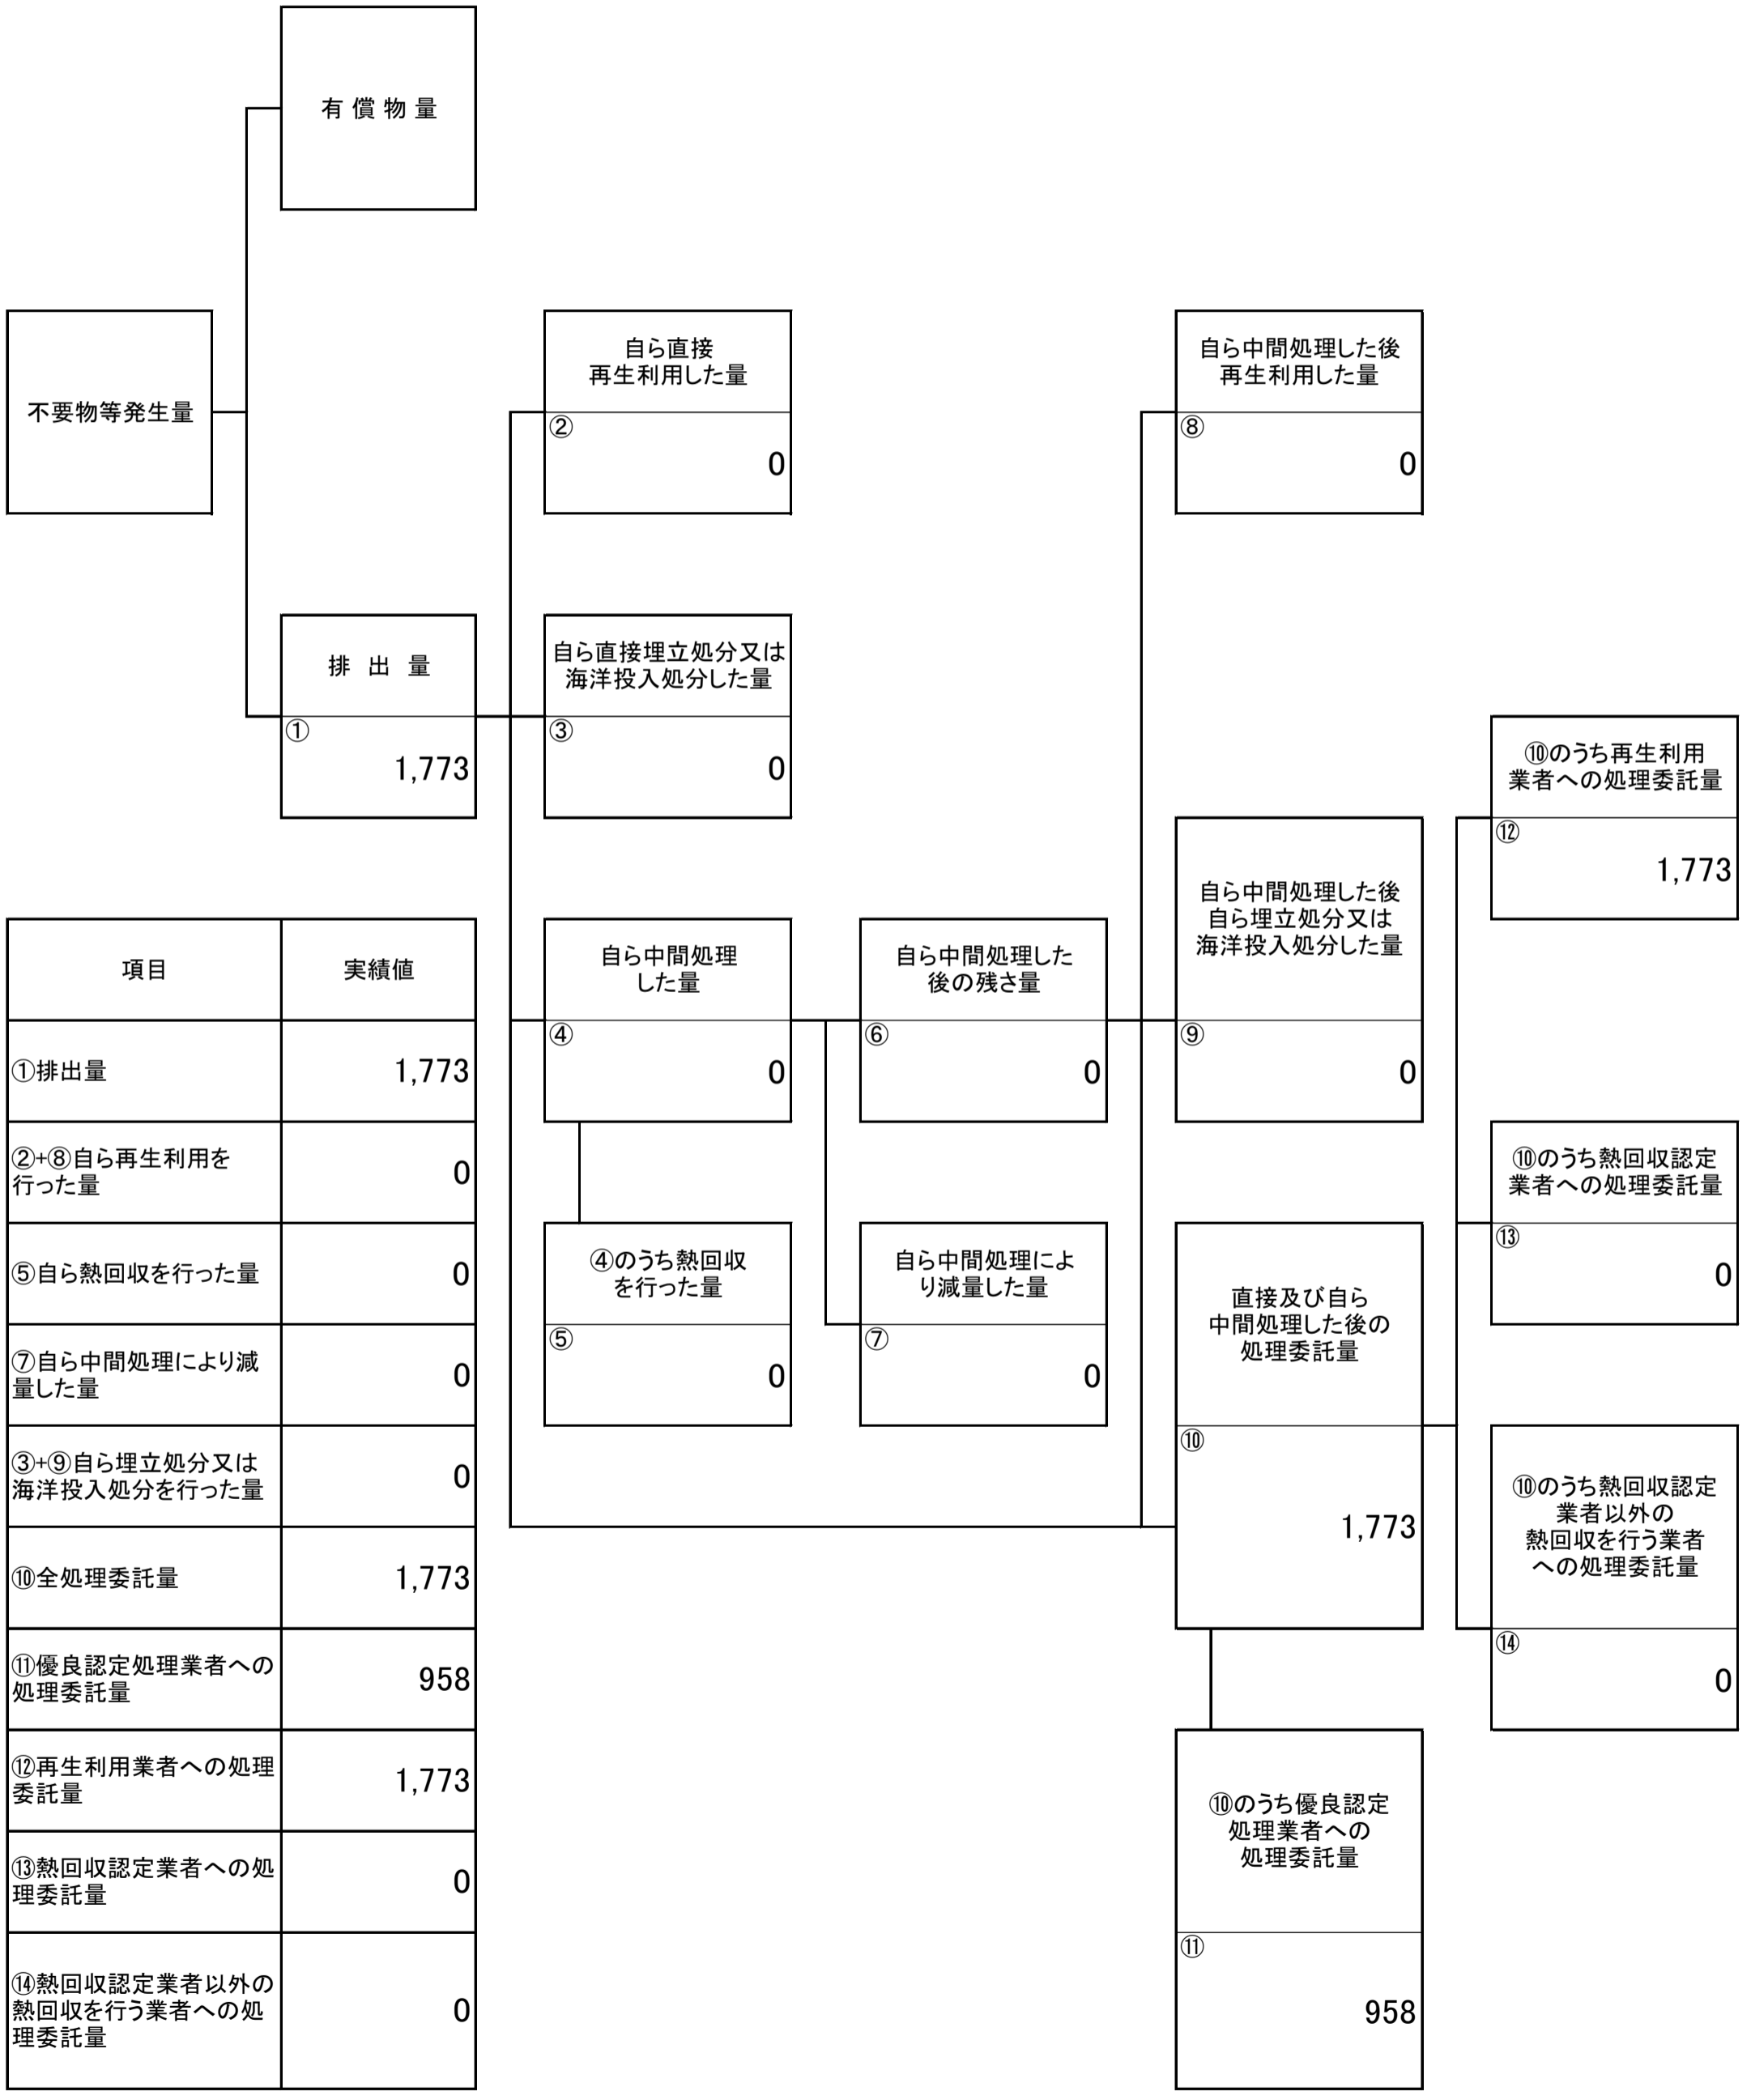 有償物量
不要物等発生量
排出量
①
1,773
自ら直接
再生利用した量
②
0
自ら直接埋立処分又は
海洋投入処分した量
③
0
自ら中間処理
した量
④
0
④のうち熱回収
を行った量
⑤
0
自ら中間処理した
後の残さ量
⑥
0
自ら中間処理によ
り減量した量
⑦
0
自ら中間処理した後
再生利用した量
⑧
0
自ら中間処理した後
自ら埋立処分又は
海洋投入処分した量
⑨
0
直接及び自ら
中間処理した後の
処理委託量
⑩
1,773
⑩のうち優良認定
処理業者への
処理委託量
⑪
958
⑩のうち再生利用
業者への処理委託量
⑫
1,773
⑩のうち熱回収認定
業者への処理委託量
⑬
0
⑩のうち熱回収認定
業者以外の
熱回収を行う業者
への処理委託量
⑭
0
項目 実績値
①排出量 1,773
②+⑧自ら再生利用を
行った量 0
⑤自ら熱回収を行った量 0
⑦自ら中間処理により減
量した量 0
③+⑨自ら埋立処分又は
海洋投入処分を行った量 0
⑩全処理委託量 1,773
⑪優良認定処理業者への
処理委託量 958
⑫再生利用業者への処理
委託量 1,773
⑬熱回収認定業者への処
理委託量 0
⑭熱回収認定業者以外の
熱回収を行う業者への処
理委託量 0